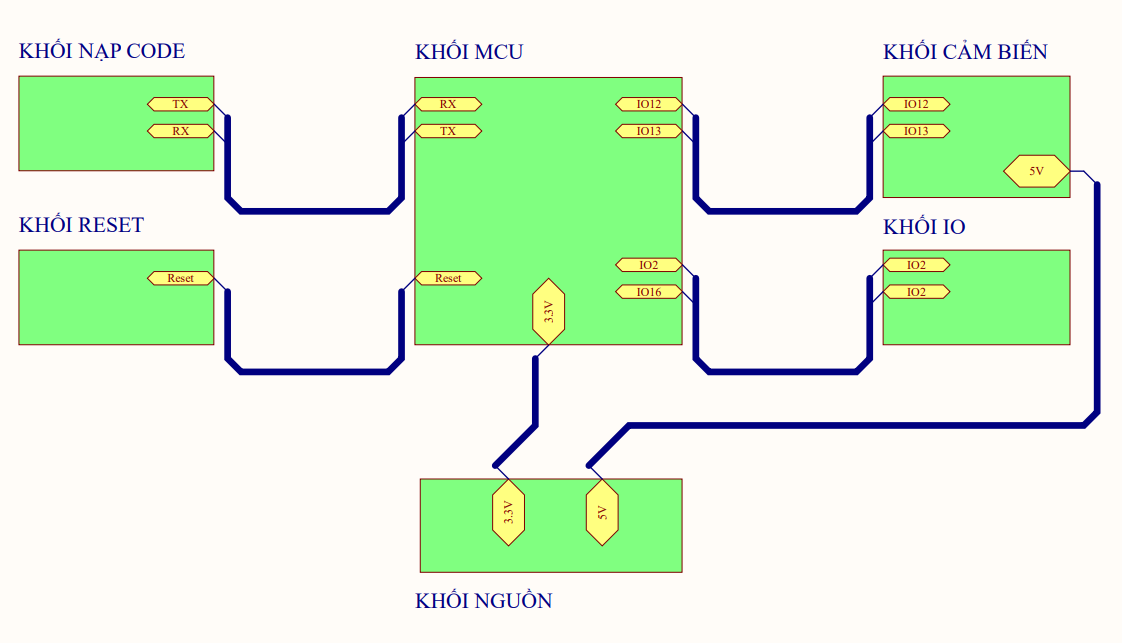 KHỐI NẠP CODE
TX
RX
KHỐI MCU
RX
TX
IO12
IO13
KHỐI CẢM BIẾN
IO12
IO13
5V
KHỐI RESET
Reset
Reset
3.3V
IO2
IO16
KHỐI IO
IO2
IO2
3.3V
5V
KHỐI NGUỒN